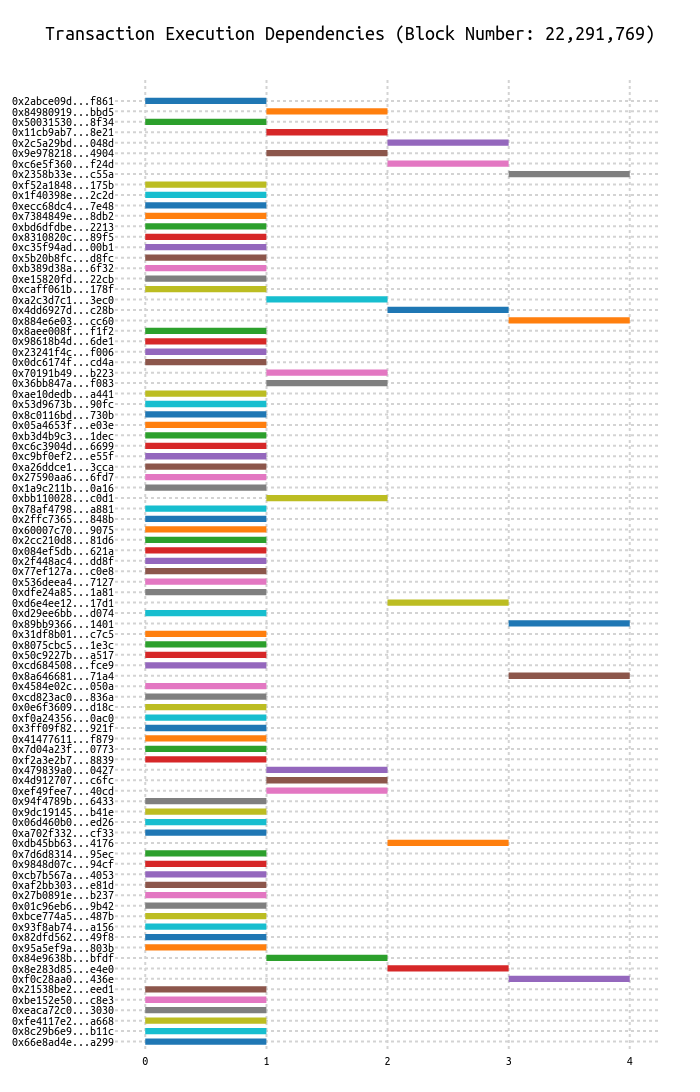 Transaction Execution Dependencies (Block Number: 22,291,769)
0x2abce09d...f861
0x84980919...bbd5
0x50031530...8f34
0x11cb9ab7...8e21
0x2c5a29bd...048d
0x9e978218...4904
0xc6e5f360...f24d
0x2358b33e...c55a
0xf52a1848...175b
0x1f40398e...2c2d
0xecc68dc4...7e48
0x7384849e...8db2
0xbd6dfdbe...2213
0x8310820c...89f5
0xc35f94ad...00b1
0x5b20b8fc...d8fc
0xb389d38a...6f32
0xe15820fd...22cb
0xcaff061b...178f
0xa2c3d7c1...3ec0
0x4dd6927d...c28b
0x884e6e03...cc60
0x8aee008f...f1f2
0x98618b4d...6de1
0x23241f4c...f006
0x0dc6174f...cd4a
0x70191b49...b223
0x36bb847a...f083
0xae10dedb...a441
0x53d9673b...90fc
0x8c0116bd...730b
0x05a4653f...e03e
0xb3d4b9c3...1dec
0xc6c3904d...6699
0xc9bf0ef2...e55f
0xa26ddce1...3cca
0x27590aa6...6fd7
0x1a9c211b...0a16
0xbb110028...c0d1
0x78af4798...a881
0x2ffc7365...848b
0x60007c70...9075
0x2cc210d8...81d6
0x084ef5db...621a
0x2f448ac4...dd8f
0x77ef127a...c0e8
0x536deea4...7127
0xdfe24a85...1a81
0xd6e4ee12...17d1
0xd29ee6bb...d074
0x89bb9366...1401
0x31df8b01...c7c5
0x8075cbc5...1e3c
0x50c9227b...a517
0xcd684508...fce9
0x8a646681...71a4
0x4584e02c...050a
0xcd823ac0...836a
0x0e6f3609...d18c
0xf0a24356...0ac0
0x3ff09f82...921f
0x41477611...f879
0x7d04a23f...0773
0xf2a3e2b7...8839
0x479839a0...0427
0x4d912707...c6fc
0xef49fee7...40cd
0x94f4789b...6433
0x9dc19145...b41e
0x06d460b0...ed26
0xa702f332...cf33
0xdb45bb63...4176
0x7d6d8314...95ec
0x9848d07c...94cf
0xcb7b567a...4053
0xaf2bb303...e81d
0x27b0891e...b237
0x01c96eb6...9b42
0xbce774a5...487b
0x93f8ab74...a156
0x82dfd562...49f8
0x95a5ef9a...803b
0x84e9638b...bfdf
0x8e283d85...e4e0
0xf0c28aa0...436e
0x21538be2...eed1
0xbe152e50...c8e3
0xeaca72c0...3030
0xfe4117e2...a668
0x8c29b6e9...b11c
0x66e8ad4e...a299
0 1 2 3 4